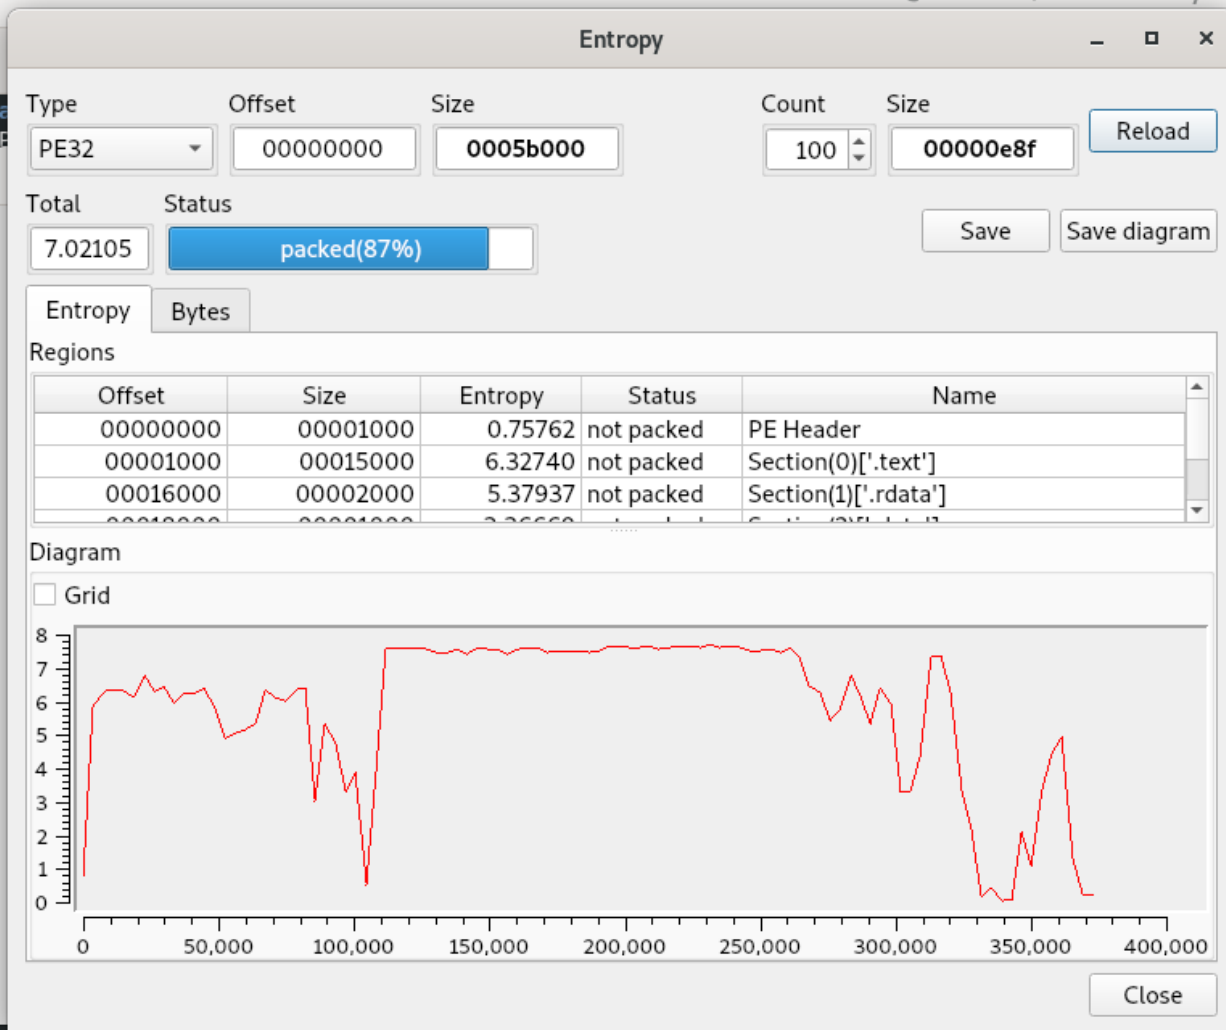 Entropy
Type Offset Size Count Size
PE32 00000000 0005b000 100 00000e8f Reload
Total Status
7.02105 packed(87%) Save Save diagram
Entropy Bytes
Regions
Offset Size Entropy Status Name
00000000 00001000 0.75762 not packed PE Header
00001000 00015000 6.32740 not packed Section(0)['.text']
00016000 00002000 5.37937 not packed Section(1)['.rdata']
Diagram
Grid
8
7
6
5
4
3
2
1
0
0 50,000 100,000 150,000 200,000 250,000 300,000 350,000 400,000
Close